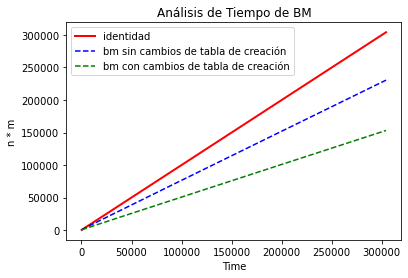 Análisis de Tiempo de BM
identidad
bm sin cambios de tabla de creación
bm con cambios de tabla de creación
n * m
300000
250000
200000
150000
100000
50000
0
0 50000 100000 150000 200000 250000 300000
Time